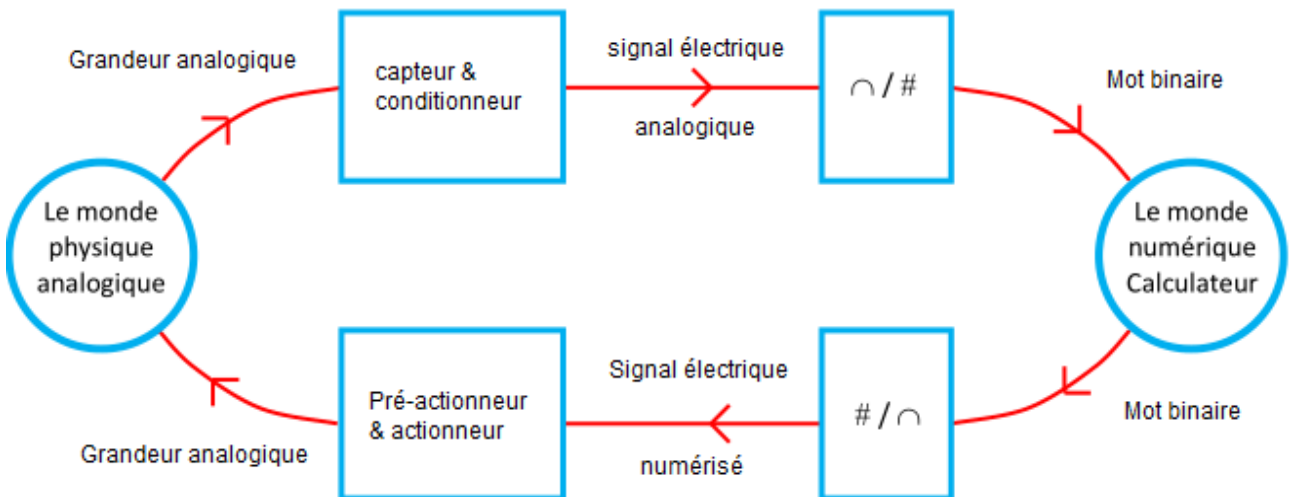 Grandeur analogique
capteur &
conditionneur
signal électrique
analogique
∩ / #
Mot binaire
Le monde
physique
analogique
Le monde
numérique
Calculateur
Grandeur analogique
Pré-actionneur
& actionneur
Signal électrique
numérisé
# / ∩
Mot binaire